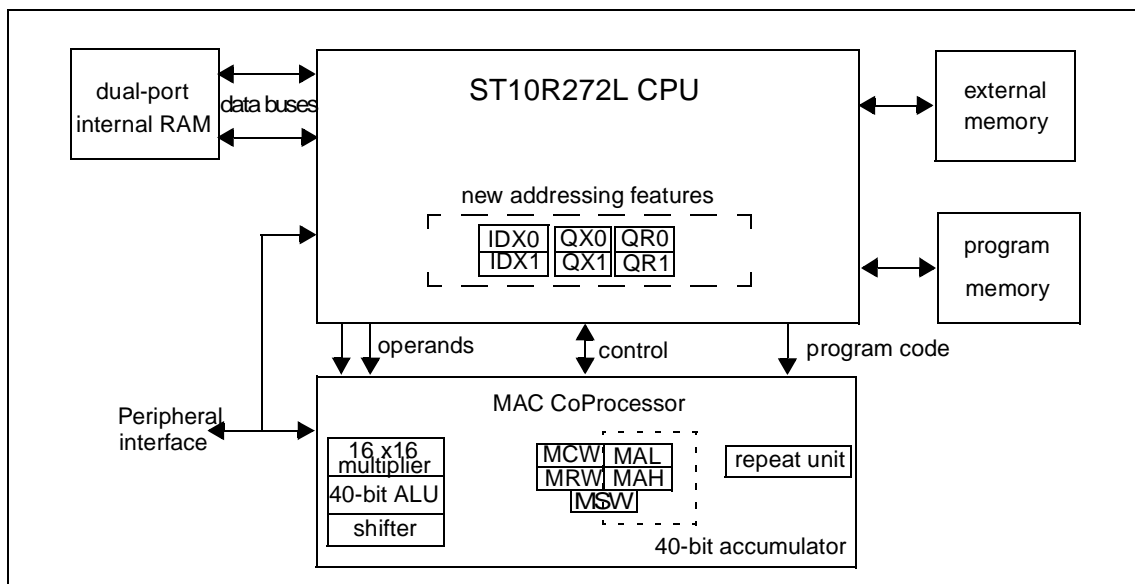 dual-port
internal RAM
data buses
ST10R272L CPU
external
memory
new addressing features
IDX0 QX0 QR0
IDX1 QX1 QR1
program
memory
operands
control
program code
Peripheral
interface
MAC CoProcessor
16 x16
multiplier
40-bit ALU
shifter
MCW MAL
MRW MAH
MSW
repeat unit
40-bit accumulator